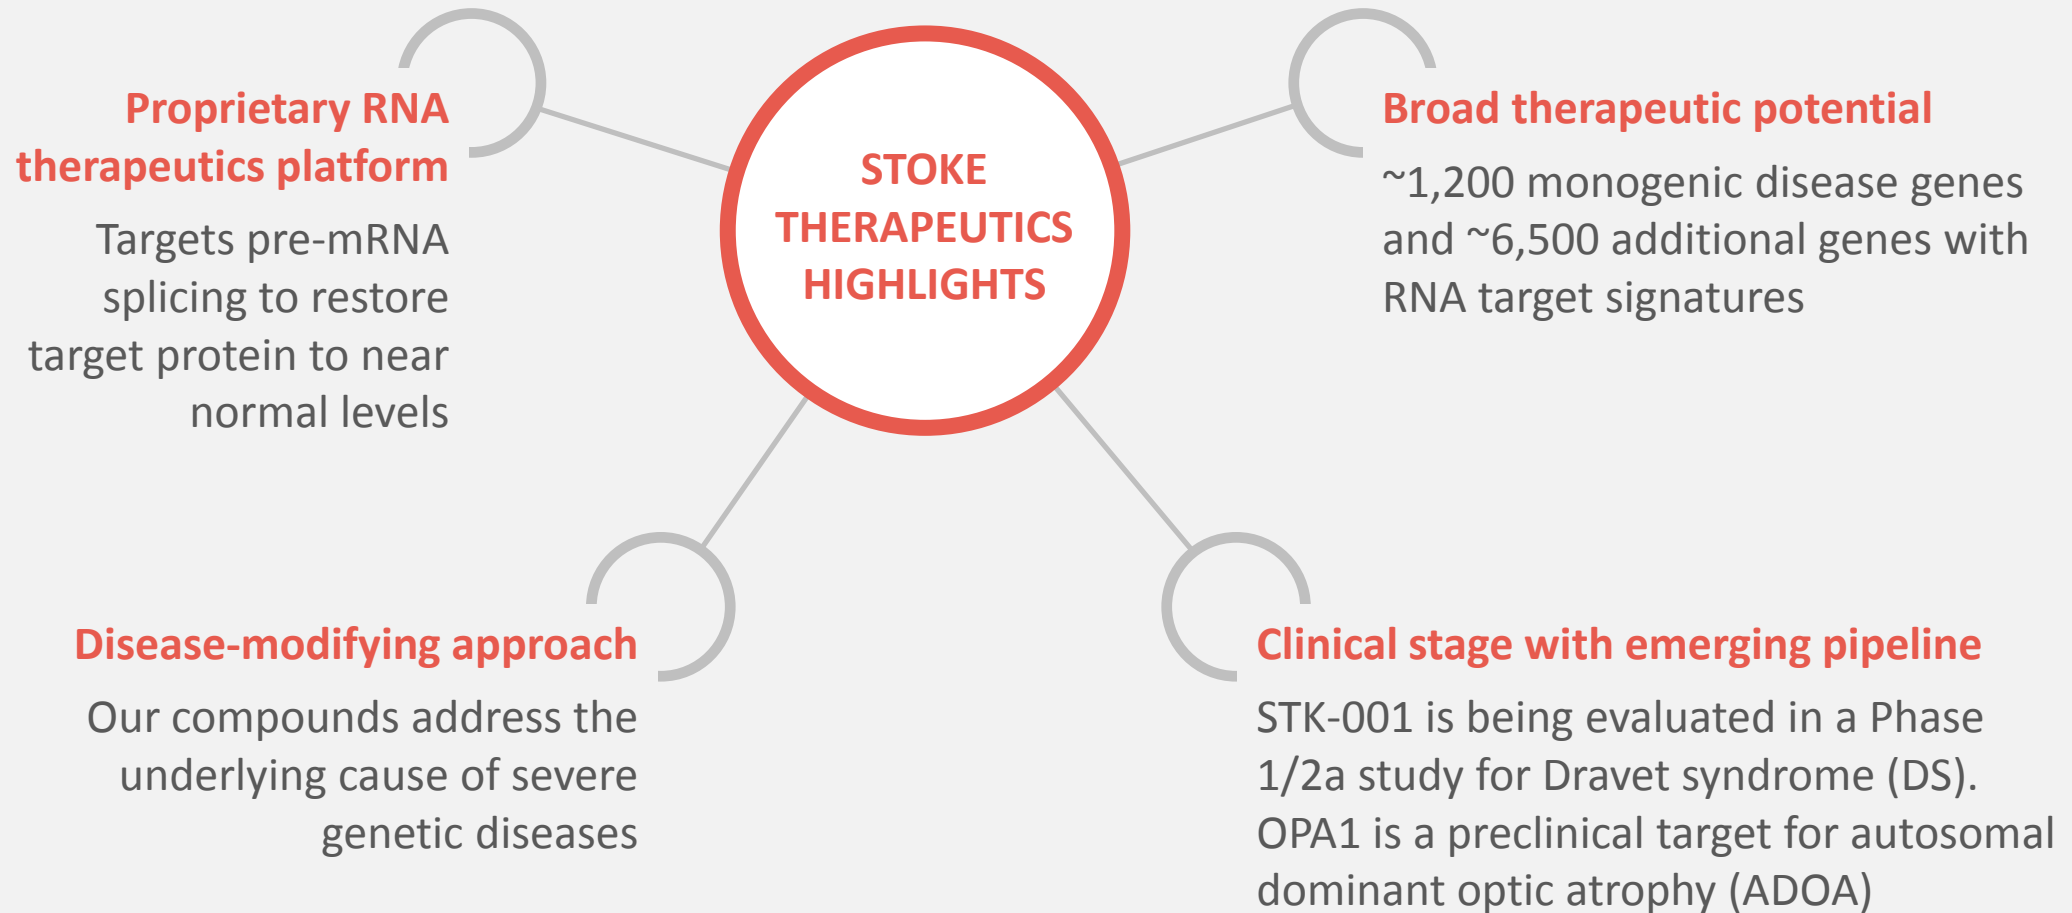 STOKE
THERAPEUTICS
HIGHLIGHTS
Proprietary RNA
therapeutics platform
Targets pre-mRNA
splicing to restore
target protein to near
normal levels
Broad therapeutic potential
~1,200 monogenic disease genes
and ~6,500 additional genes with
RNA target signatures
Disease-modifying approach
Our compounds address the
underlying cause of severe
genetic diseases
Clinical stage with emerging pipeline
STK-001 is being evaluated in a Phase
1/2a study for Dravet syndrome (DS).
OPA1 is a preclinical target for autosomal
dominant optic atrophy (ADOA)